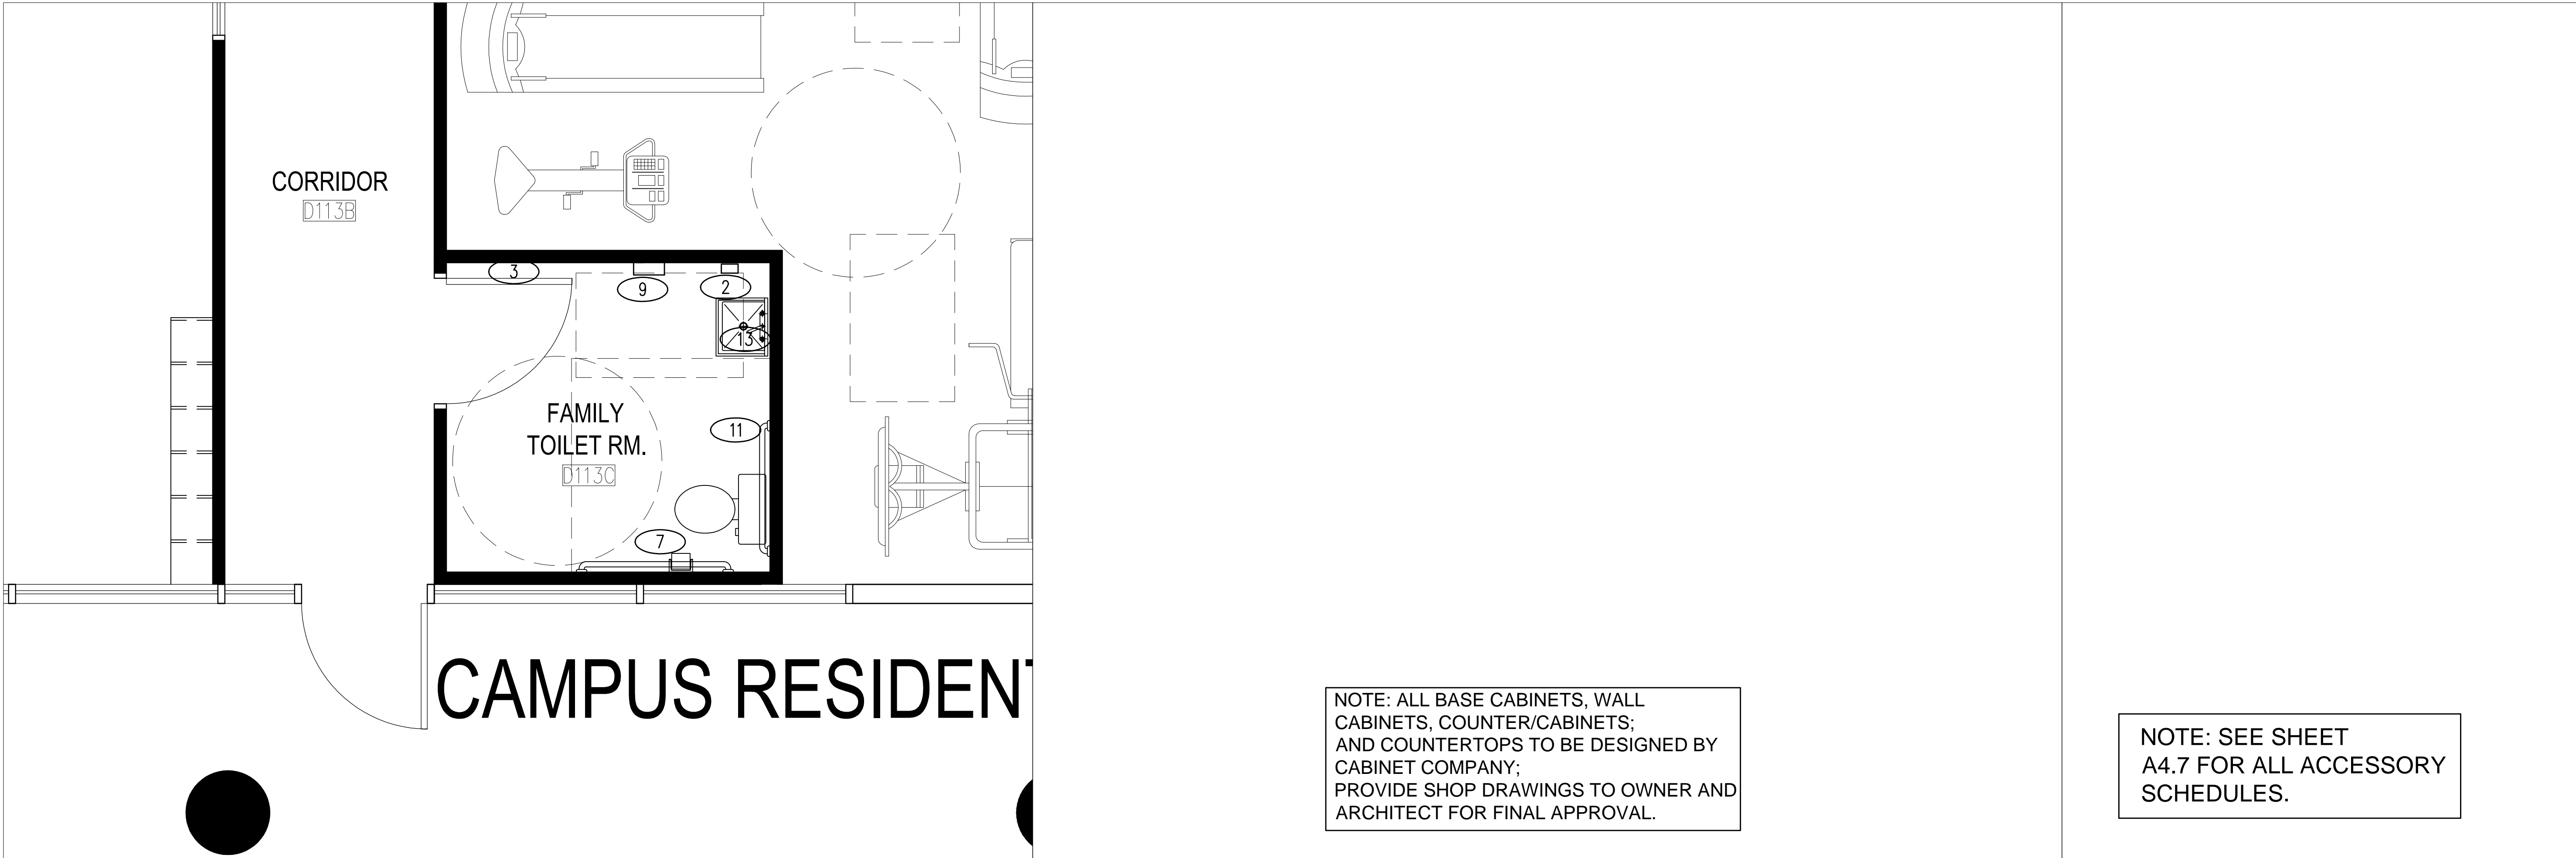 CORRIDOR
D113B
3
9
2
13
FAMILY
TOILET RM.
D113C
11
7
CAMPUS RESIDENT
NOTE: ALL BASE CABINETS, WALL
CABINETS, COUNTER/CABINETS;
AND COUNTERTOPS TO BE DESIGNED BY
CABINET COMPANY;
PROVIDE SHOP DRAWINGS TO OWNER AND
ARCHITECT FOR FINAL APPROVAL.
NOTE: SEE SHEET
A4.7 FOR ALL ACCESSORY
SCHEDULES.